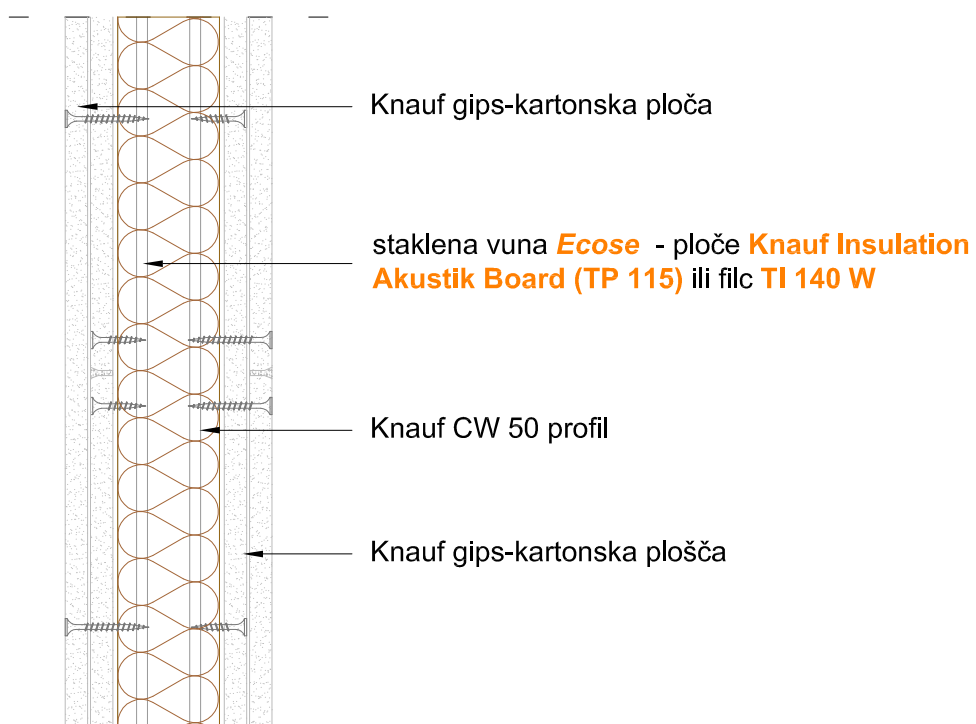 Knauf gips-kartonska ploča
staklena vuna Ecose - ploče Knauf Insulation
Akustik Board (TP 115) ili filc TI 140 W
Knauf CW 50 profil
Knauf gips-kartonska plošča